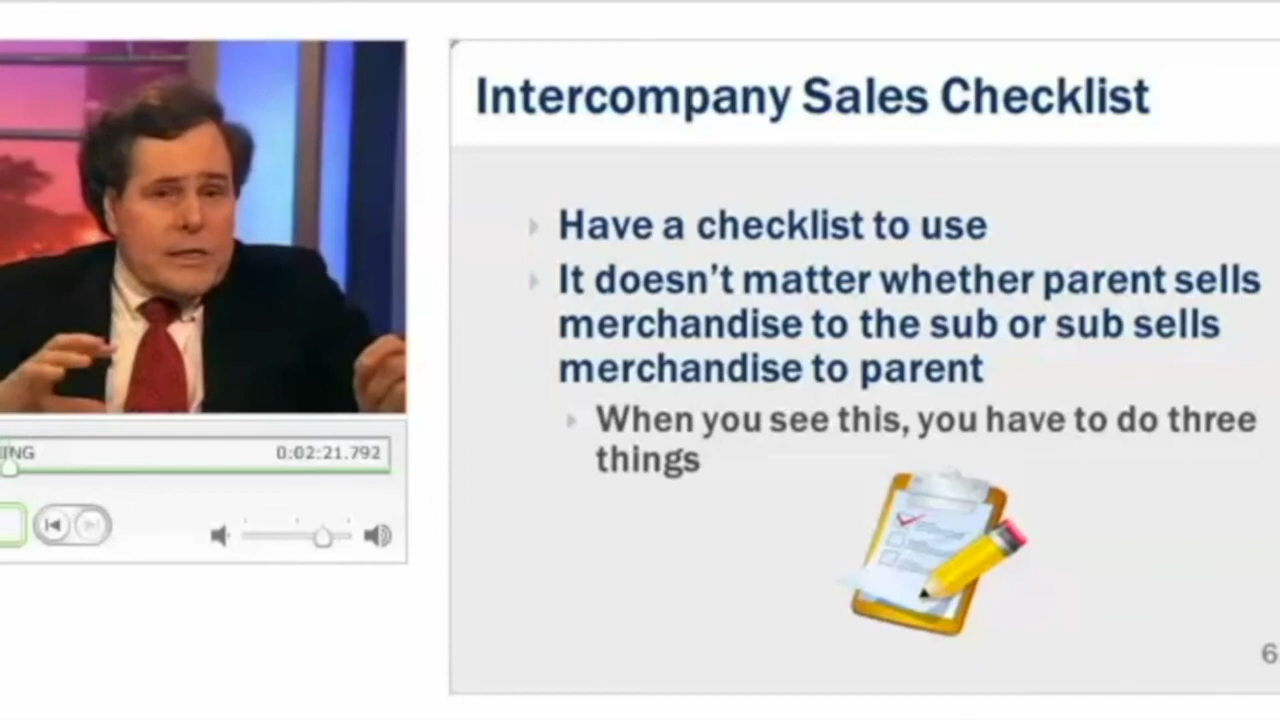 Intercompany Sales Checklist
Have a checklist to use
It doesn't matter whether parent sells
merchandise to the sub or sub sells
merchandise to parent
When you see this, you have to do three
things
ING
0:02:21.792
6